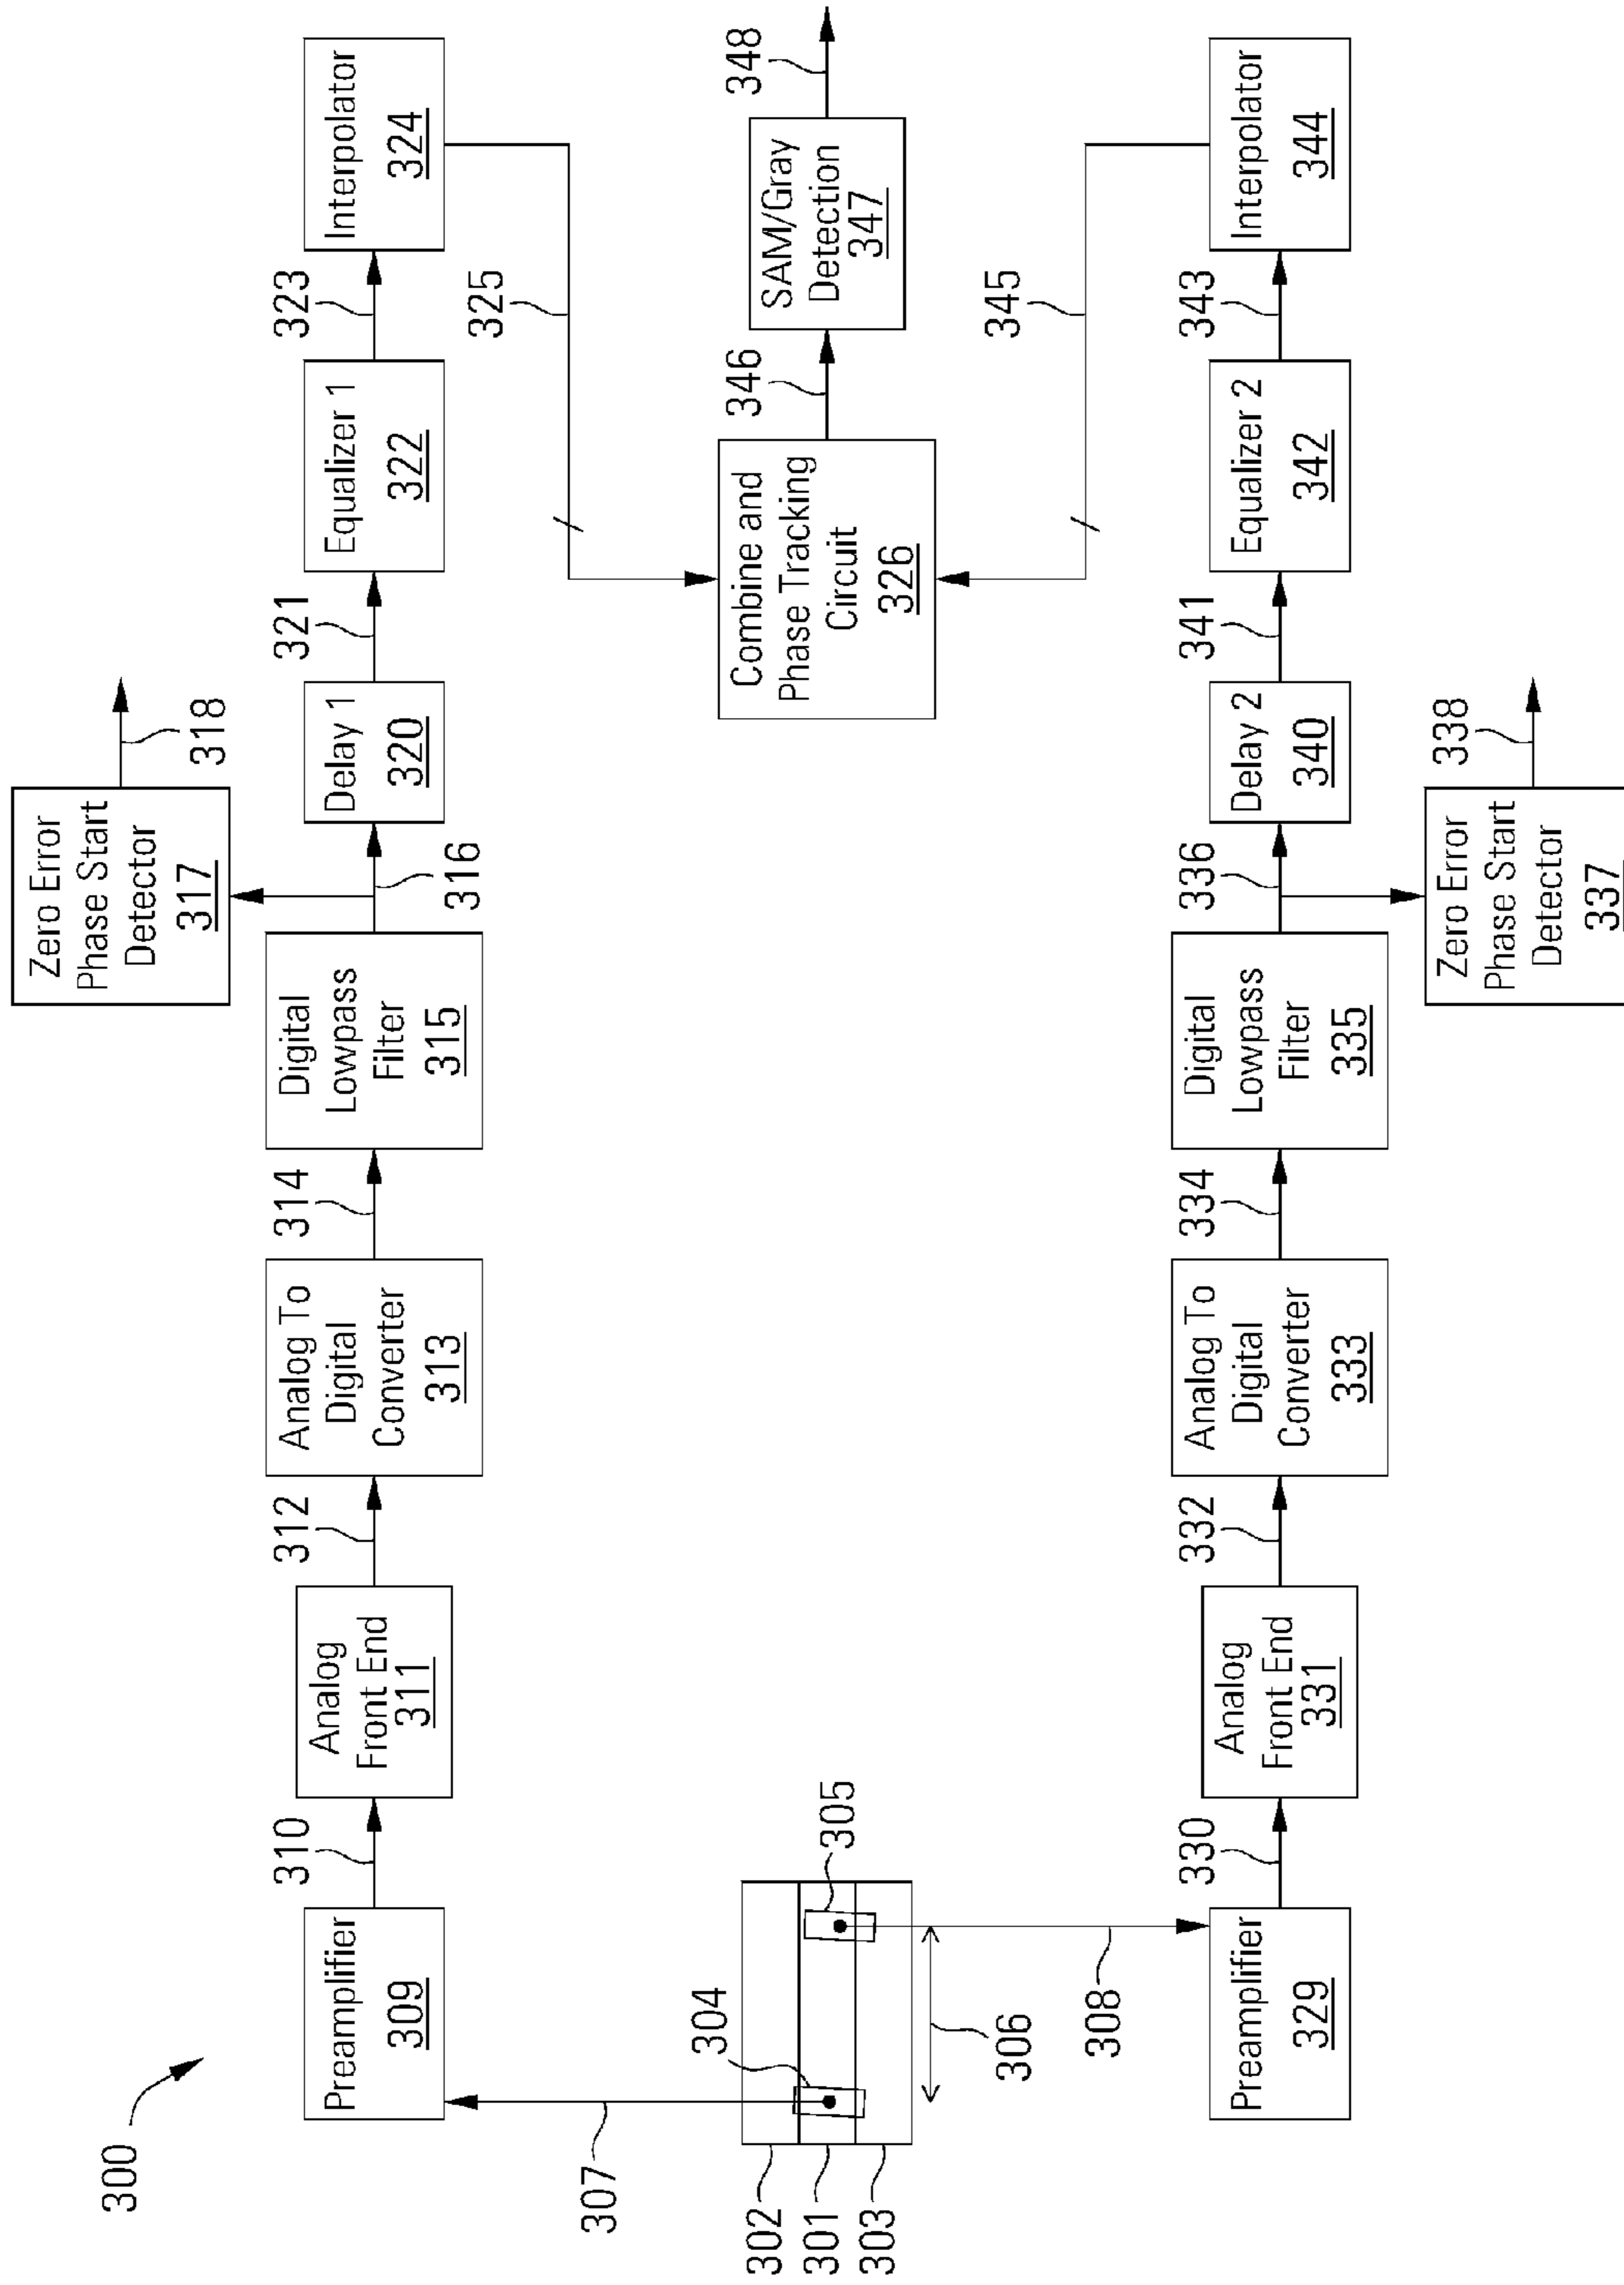 300
Zero Error
Phase Start
Detector
317
318
310
312
314
316
321
323
Preamplifier
309
Analog
Front End
311
Analog To
Digital
Converter
313
Digital
Lowpass
Filter
315
Delay 1
320
Equalizer 1
322
Interpolator
324
307
325
302
301
303
304
305
306
308
Combine and
Phase Tracking
Circuit
326
346
SAM/Gray
Detection
347
348
345
330
332
334
336
341
343
Preamplifier
329
Analog
Front End
331
Analog To
Digital
Converter
333
Digital
Lowpass
Filter
335
Delay 2
340
Equalizer 2
342
Interpolator
344
338
Zero Error
Phase Start
Detector
337